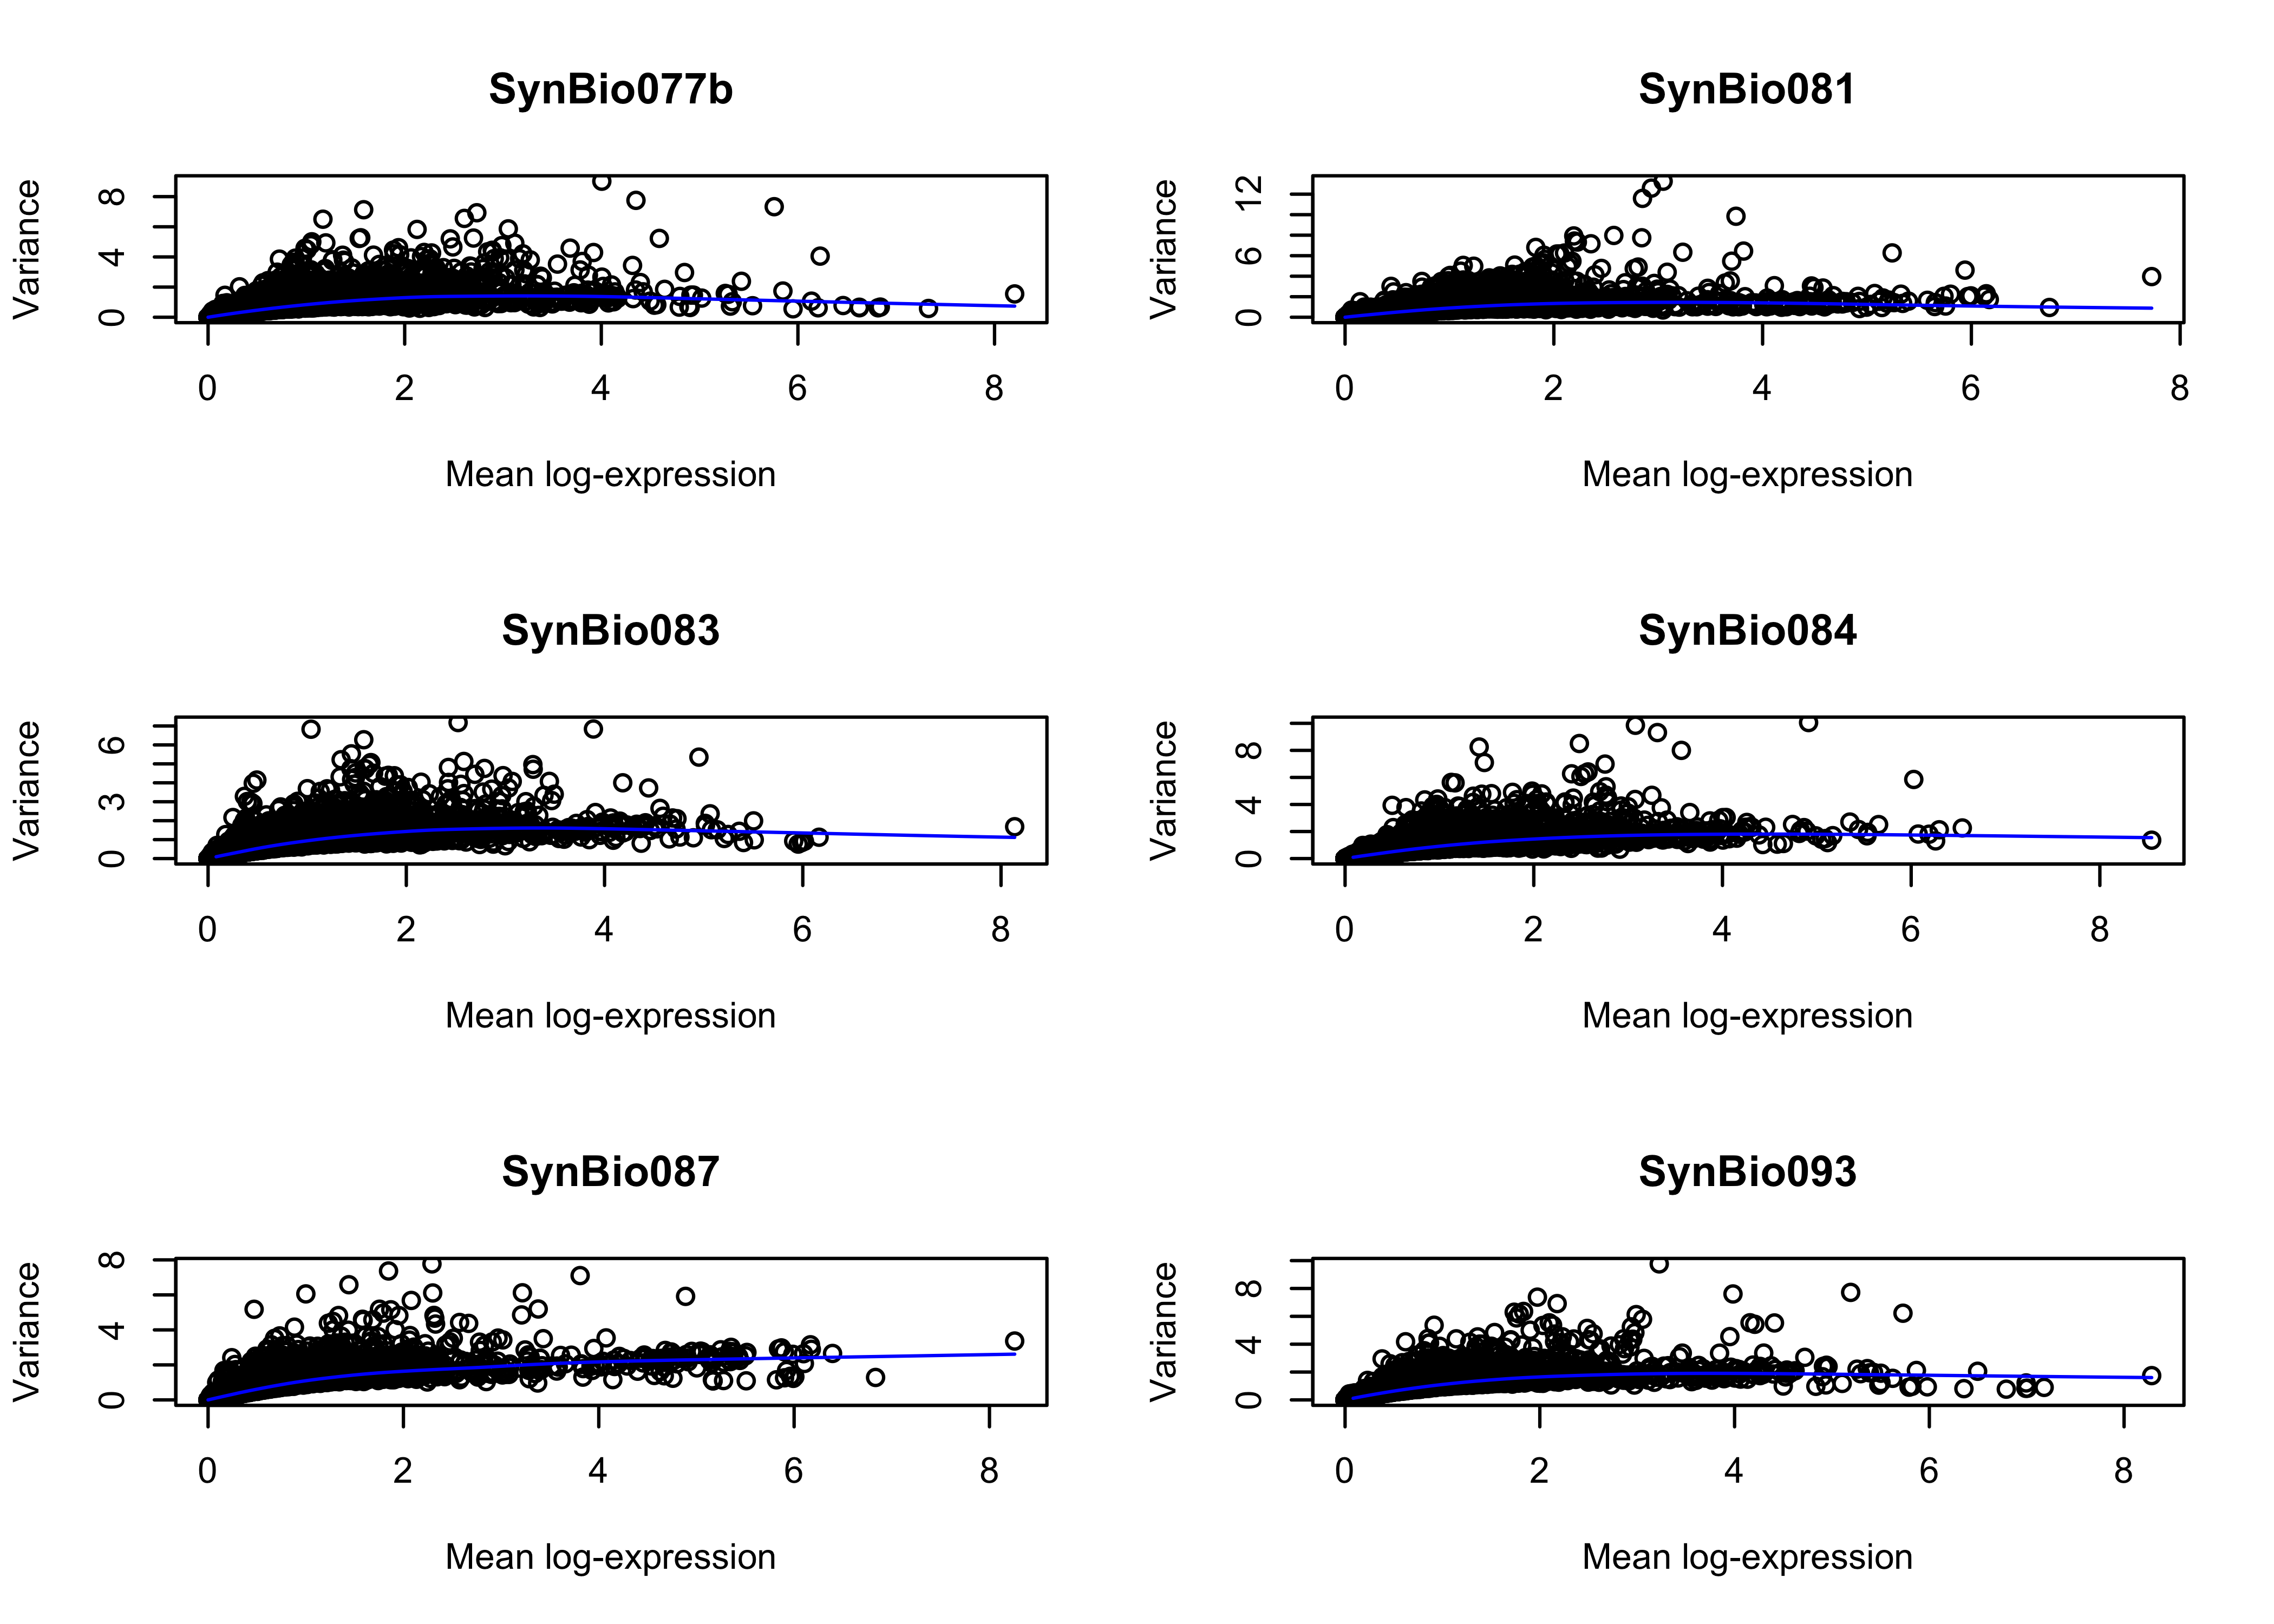 SynBio077b
Variance
0 4 8
0 2 4 6 8
Mean log-expression
SynBio081
Variance
0 6 12
0 2 4 6 8
Mean log-expression
SynBio083
Variance
0 3 6
0 2 4 6 8
Mean log-expression
SynBio084
Variance
0 4 8
0 2 4 6 8
Mean log-expression
SynBio087
Variance
0 4 8
0 2 4 6 8
Mean log-expression
SynBio093
Variance
0 4 8
0 2 4 6 8
Mean log-expression